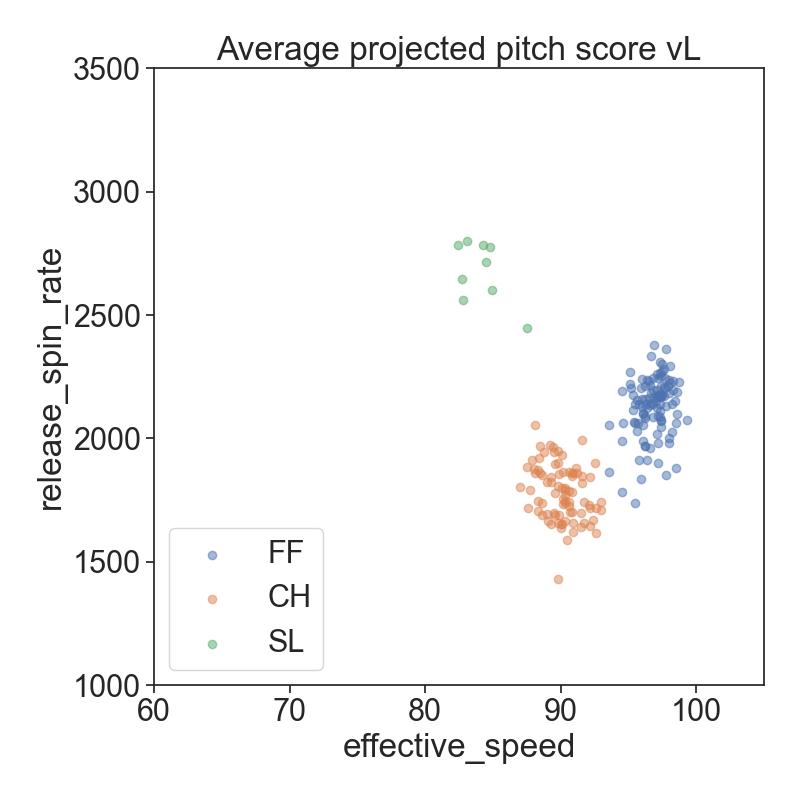 Average projected pitch score vL
3500
3000
2500
2000
1500
1000
release_spin_rate
FF
CH
SL
60 70 80 90 100
effective_speed